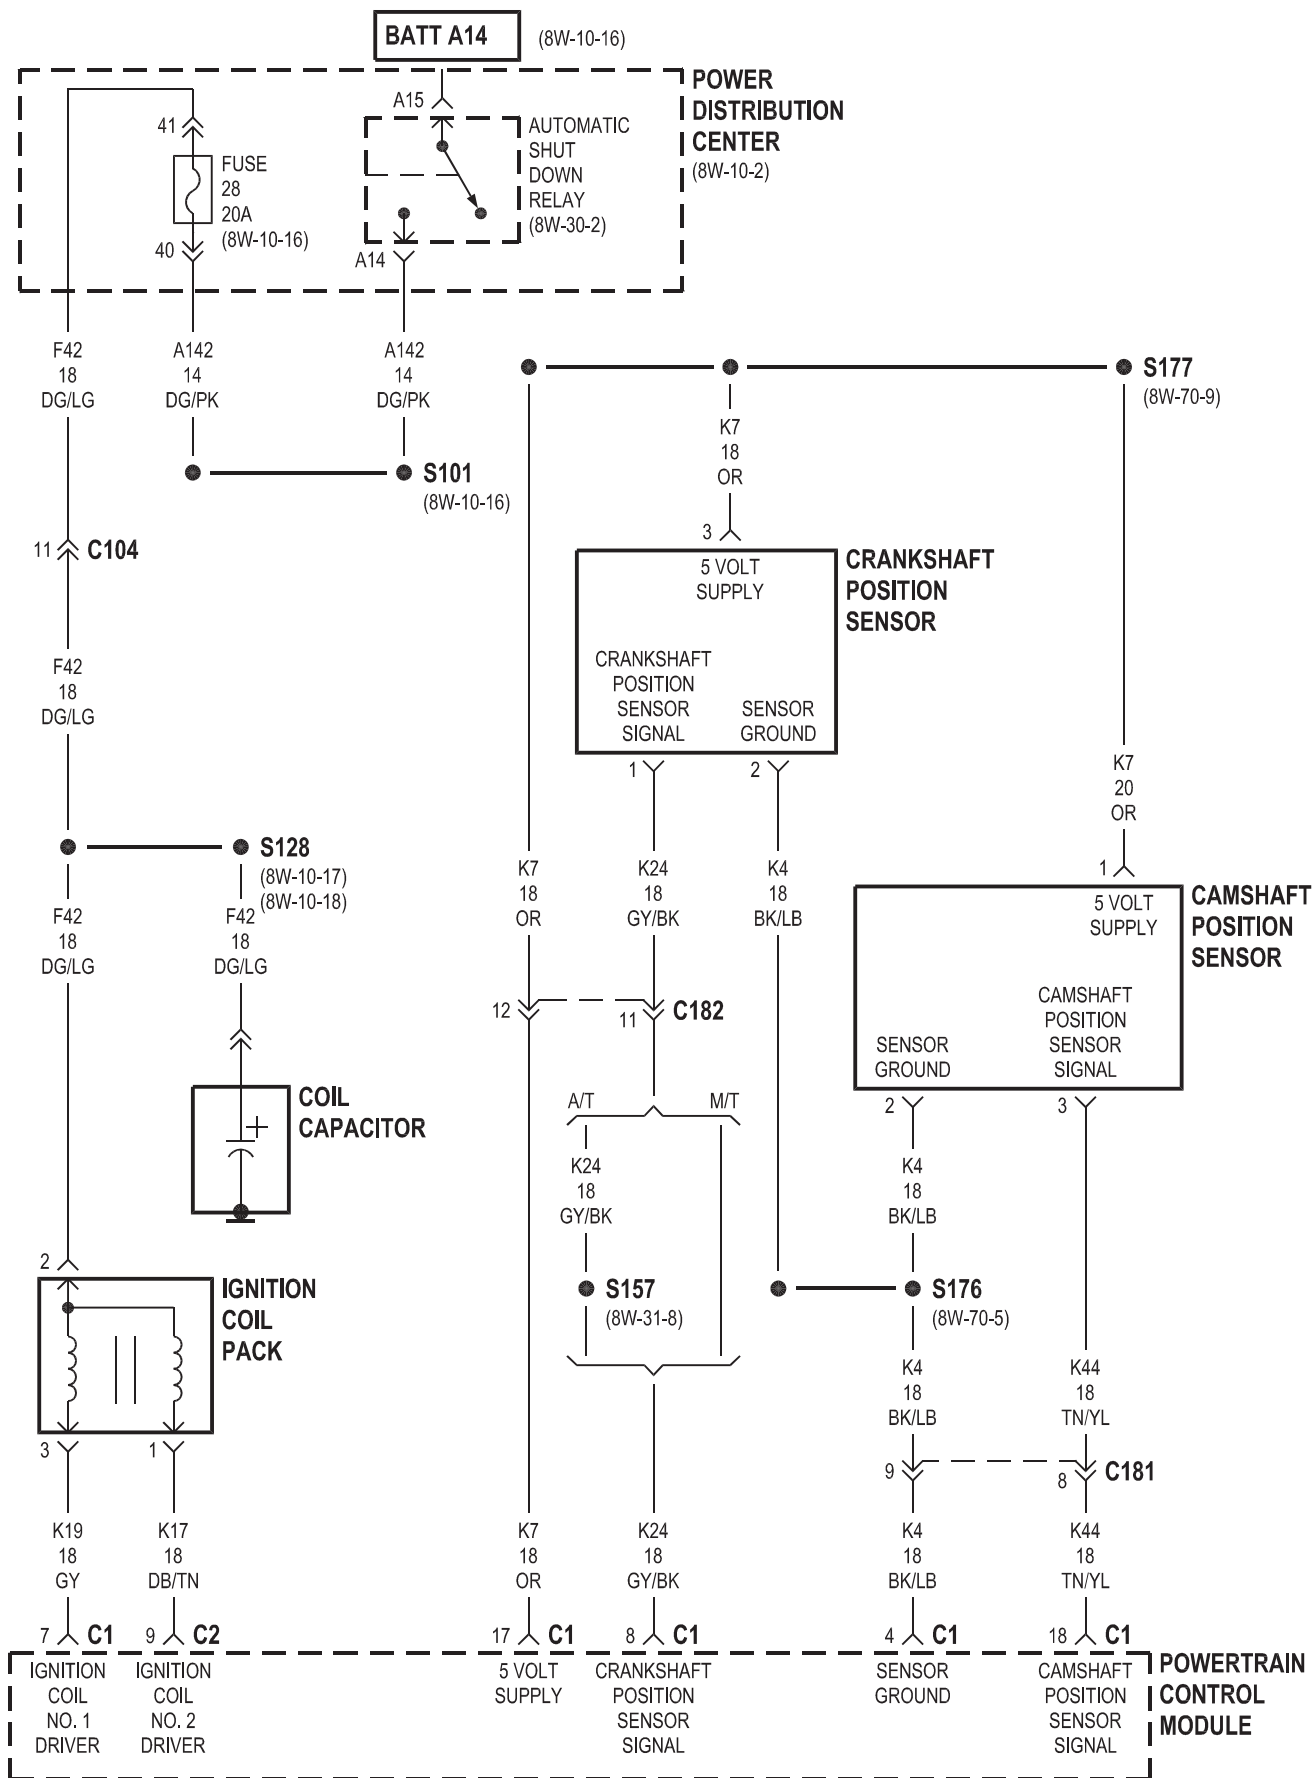 BATT A14 (8W-10-16)
POWER
DISTRIBUTION
CENTER
(8W-10-2)
A15
41
AUTOMATIC
SHUT
DOWN
RELAY
(8W-30-2)
FUSE
28
20A
(8W-10-16)
40
A14
F42
18
DG/LG
A142
14
DG/PK
A142
14
DG/PK
S177
(8W-70-9)
K7
18
OR
S101
(8W-10-16)
11 C104
3
5 VOLT
SUPPLY
CRANKSHAFT
POSITION
SENSOR
CRANKSHAFT
POSITION
SENSOR
SIGNAL
SENSOR
GROUND
1
2
F42
18
DG/LG
K7
20
OR
1
S128
(8W-10-17)
(8W-10-18)
F42
18
DG/LG
F42
18
DG/LG
K7
18
OR
K24
18
GY/BK
K4
18
BK/LB
5 VOLT
SUPPLY
CAMSHAFT
POSITION
SENSOR
CAMSHAFT
POSITION
SENSOR
SIGNAL
SENSOR
GROUND
2
3
12
11
C182
COIL
CAPACITOR
+
A/T
M/T
K24
18
GY/BK
K4
18
BK/LB
S157
(8W-31-8)
S176
(8W-70-5)
2
IGNITION
COIL
PACK
3
1
K4
18
BK/LB
K44
18
TN/YL
9
8
C181
K19
18
GY
K17
18
DB/TN
K7
18
OR
K24
18
GY/BK
K4
18
BK/LB
K44
18
TN/YL
7 C1
9 C2
17 C1
8 C1
4 C1
18 C1
IGNITION
COIL
NO. 1
DRIVER
IGNITION
COIL
NO. 2
DRIVER
5 VOLT
SUPPLY
CRANKSHAFT
POSITION
SENSOR
SIGNAL
SENSOR
GROUND
CAMSHAFT
POSITION
SENSOR
SIGNAL
POWERTRAIN
CONTROL
MODULE